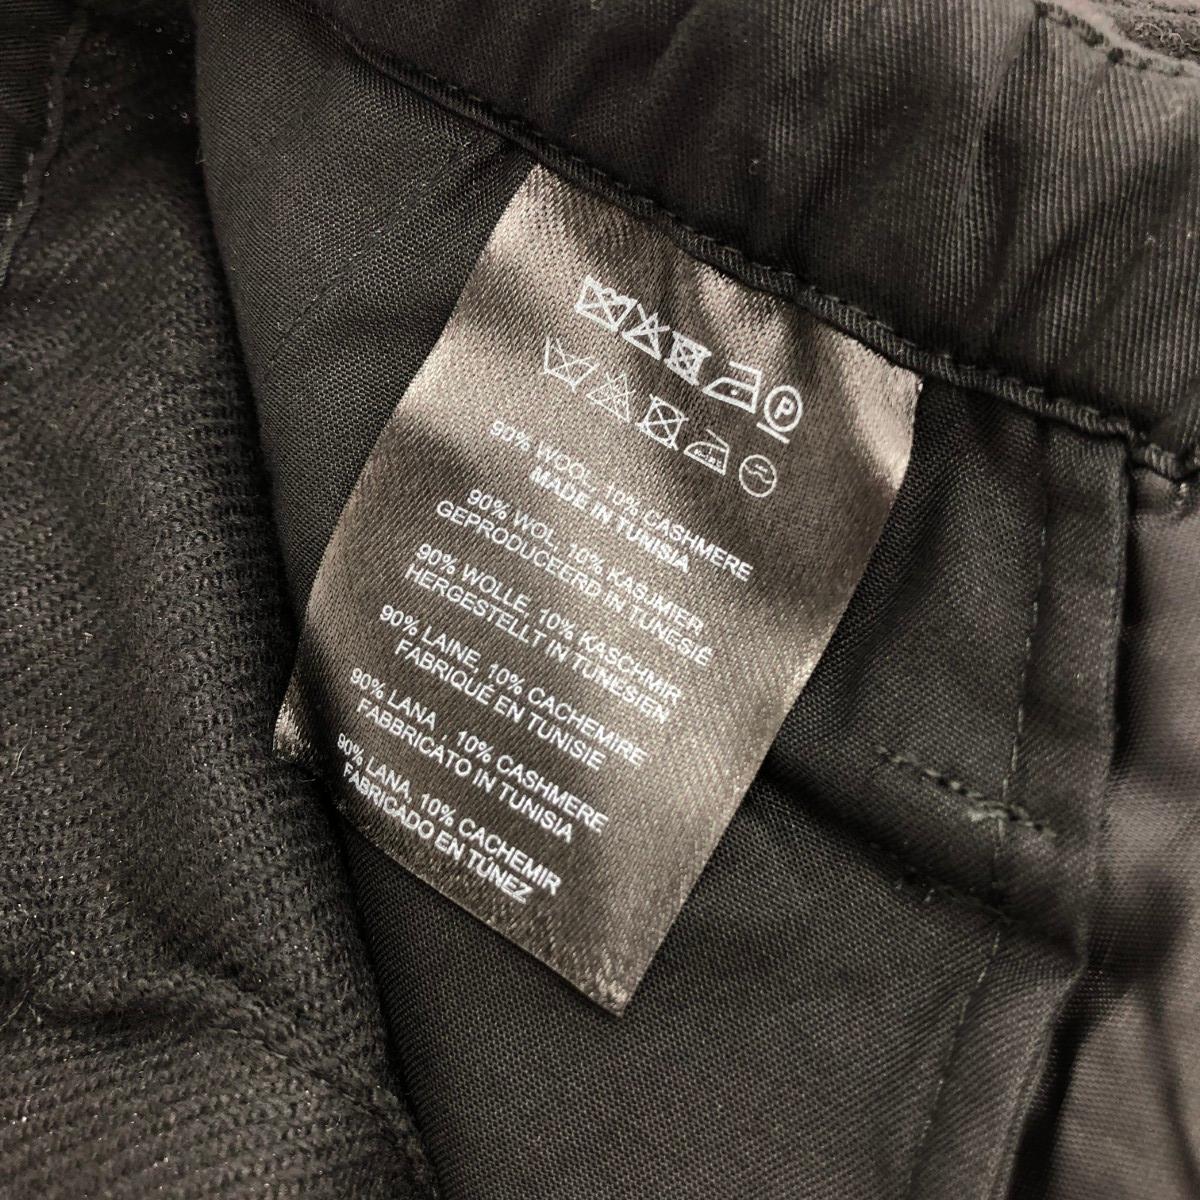 P
90% WOOL, 10% CASHMERE
MADE IN TUNISIA
90% WOL, 10% KASJMIER
GEPRODUCEERD IN TUNESIË
90% WOLLE, 10% KASCHMIR
HERGESTELLT IN TUNESIEN
90% LAINE, 10% CACHEMIRE
FABRIQUÉ EN TUNISIE
90% LANA , 10% CASHMERE
FABBRICATO IN TUNISIA
90% LANA, 10% CACHEMIR
FABRICADO EN TÚNEZ